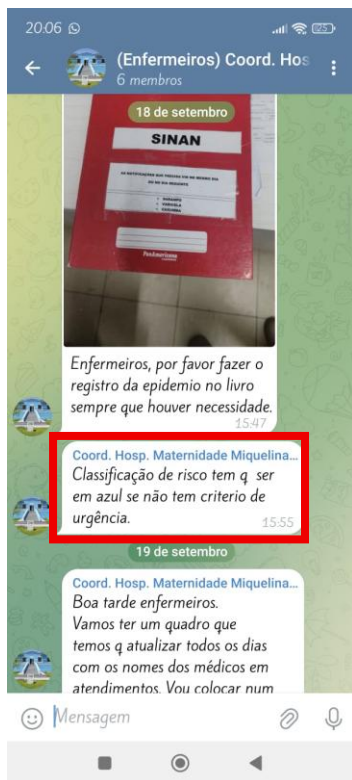 20:06
(Enfermeiros) Coord. Hos
6 membros
18 de setembro
SINAN
Enfermeiros, por favor fazer o
registro da epidemio no livro
sempre que houver necessidade.
15:47
Coord. Hosp. Maternidade Miquelina...
Classificação de risco tem q ser
em azul se não tem criterio de
urgência.
15:55
19 de setembro
Coord. Hosp. Maternidade Miquelina...
Boa tarde enfermeiros.
Vamos ter um quadro que
temos q atualizar todos os dias
com os nomes dos médicos em
atendimentos. Vou colocar num
Mensagem